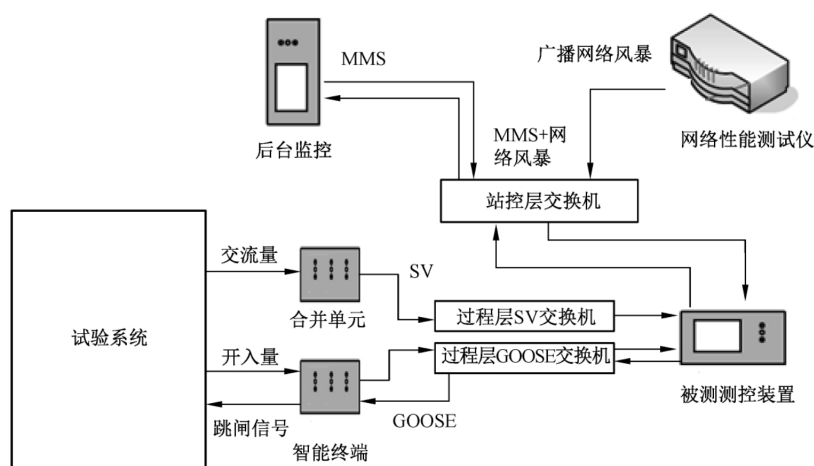 MMS
广播网络风暴
后台监控
MMS+网
络风暴
网络性能测试仪
站控层交换机
交流量
SV
合并单元
过程层SV交换机
试验系统
开入量
过程层GOOSE交换机
被测测控装置
跳闸信号
GOOSE
智能终端